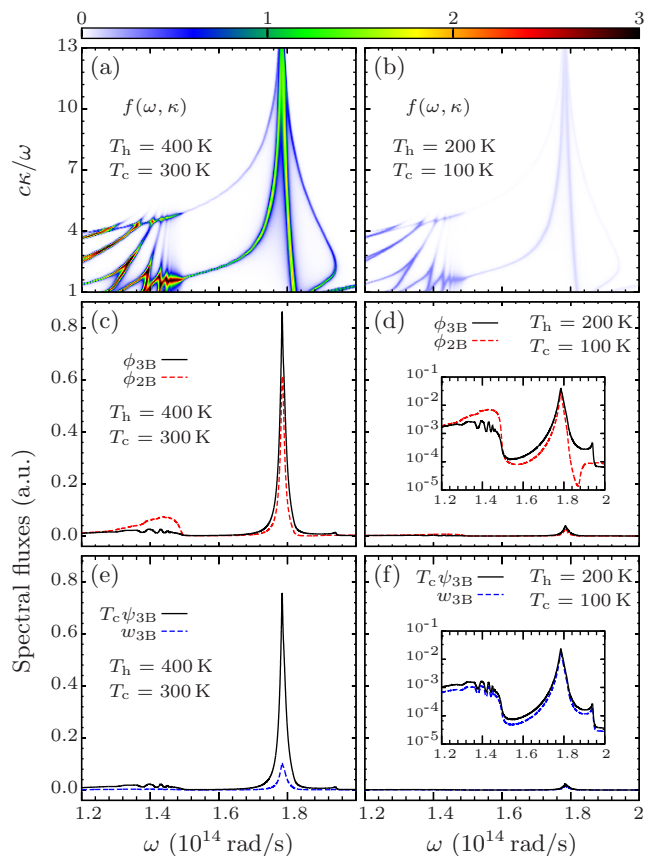 0 1 2 3
13
10
7
4
1
cκ/ω
(a)
f(ω, κ)
T_h = 400 K
T_c = 300 K
(b)
f(ω, κ)
T_h = 200 K
T_c = 100 K
Spectral fluxes (a.u.)
0.8
0.6
0.4
0.2
0.0
(c)
ϕ_3B
ϕ_2B
T_h = 400 K
T_c = 300 K
(d)
ϕ_3B
ϕ_2B
T_h = 200 K
T_c = 100 K
10^-1
10^-2
10^-3
10^-4
10^-5
1.2 1.4 1.6 1.8 2
0.8
0.6
0.4
0.2
0.0
(e)
T_cψ_3B
w_3B
T_h = 400 K
T_c = 300 K
1.2 1.4 1.6 1.8
ω (10^14 rad/s)
(f)
T_cψ_3B
w_3B
T_h = 200 K
T_c = 100 K
10^-1
10^-2
10^-3
10^-4
10^-5
1.2 1.4 1.6 1.8 2
1.2 1.4 1.6 1.8 2
ω (10^14 rad/s)